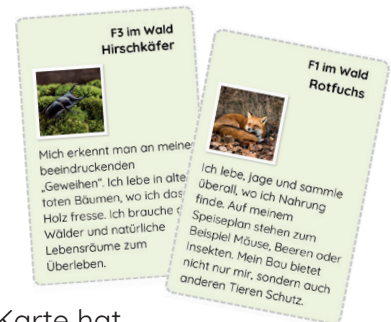 F3 im Wald
Hirschkäfer
Mich erkennt man an meine
beeindruckenden
„Geweihen“. Ich lebe in alte
toten Bäumen, wo ich das
Holz fresse. Ich brauche
Wälder und natürliche
Lebensräume zum
Überleben.
F1 im Wald
Rotfuchs
Ich lebe, jage und sammle
überall, wo ich Nahrung
finde. Auf meinem
Speiseplan stehen zum
Beispiel Mäuse, Beeren oder
Insekten. Mein Bau bietet
nicht nur mir, sondern auch
anderen Tieren Schutz.
Karte hat